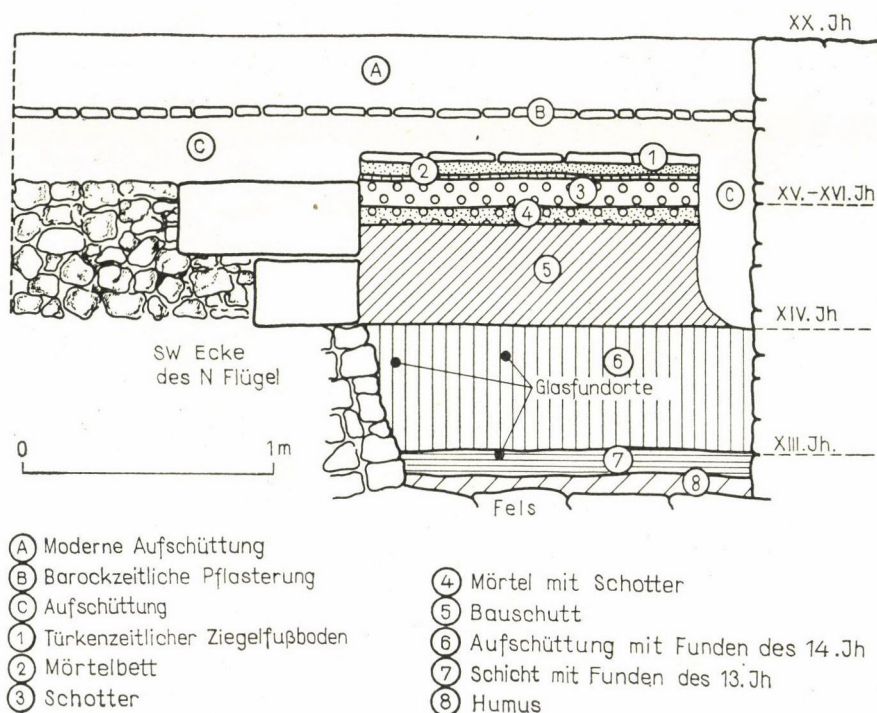 XX. Jh
A
B
C
1
2
3
C
XV.-XVI. Jh
4
5
XIV. Jh
SW Ecke
des N Flügel
6
Glasfundorte
0
1m
XIII. Jh.
7
8
Fels
A Moderne Aufschüttung
B Barockzeitliche Pflasterung
C Aufschüttung
1 Türkenzeitlicher Ziegelfußboden
2 Mörtelbett
3 Schotter
4 Mörtel mit Schotter
5 Bauschutt
6 Aufschüttung mit Funden des 14. Jh
7 Schicht mit Funden des 13. Jh
8 Humus